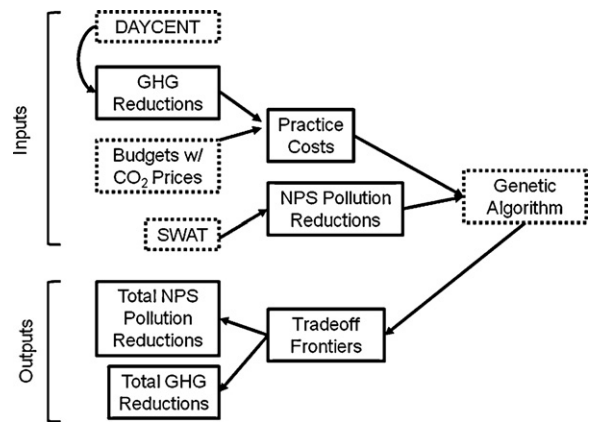 Inputs
DAYCENT
GHG
Reductions
Budgets w/
CO₂ Prices
Practice
Costs
SWAT
NPS Pollution
Reductions
Genetic
Algorithm
Outputs
Total NPS
Pollution
Reductions
Total GHG
Reductions
Tradeoff
Frontiers